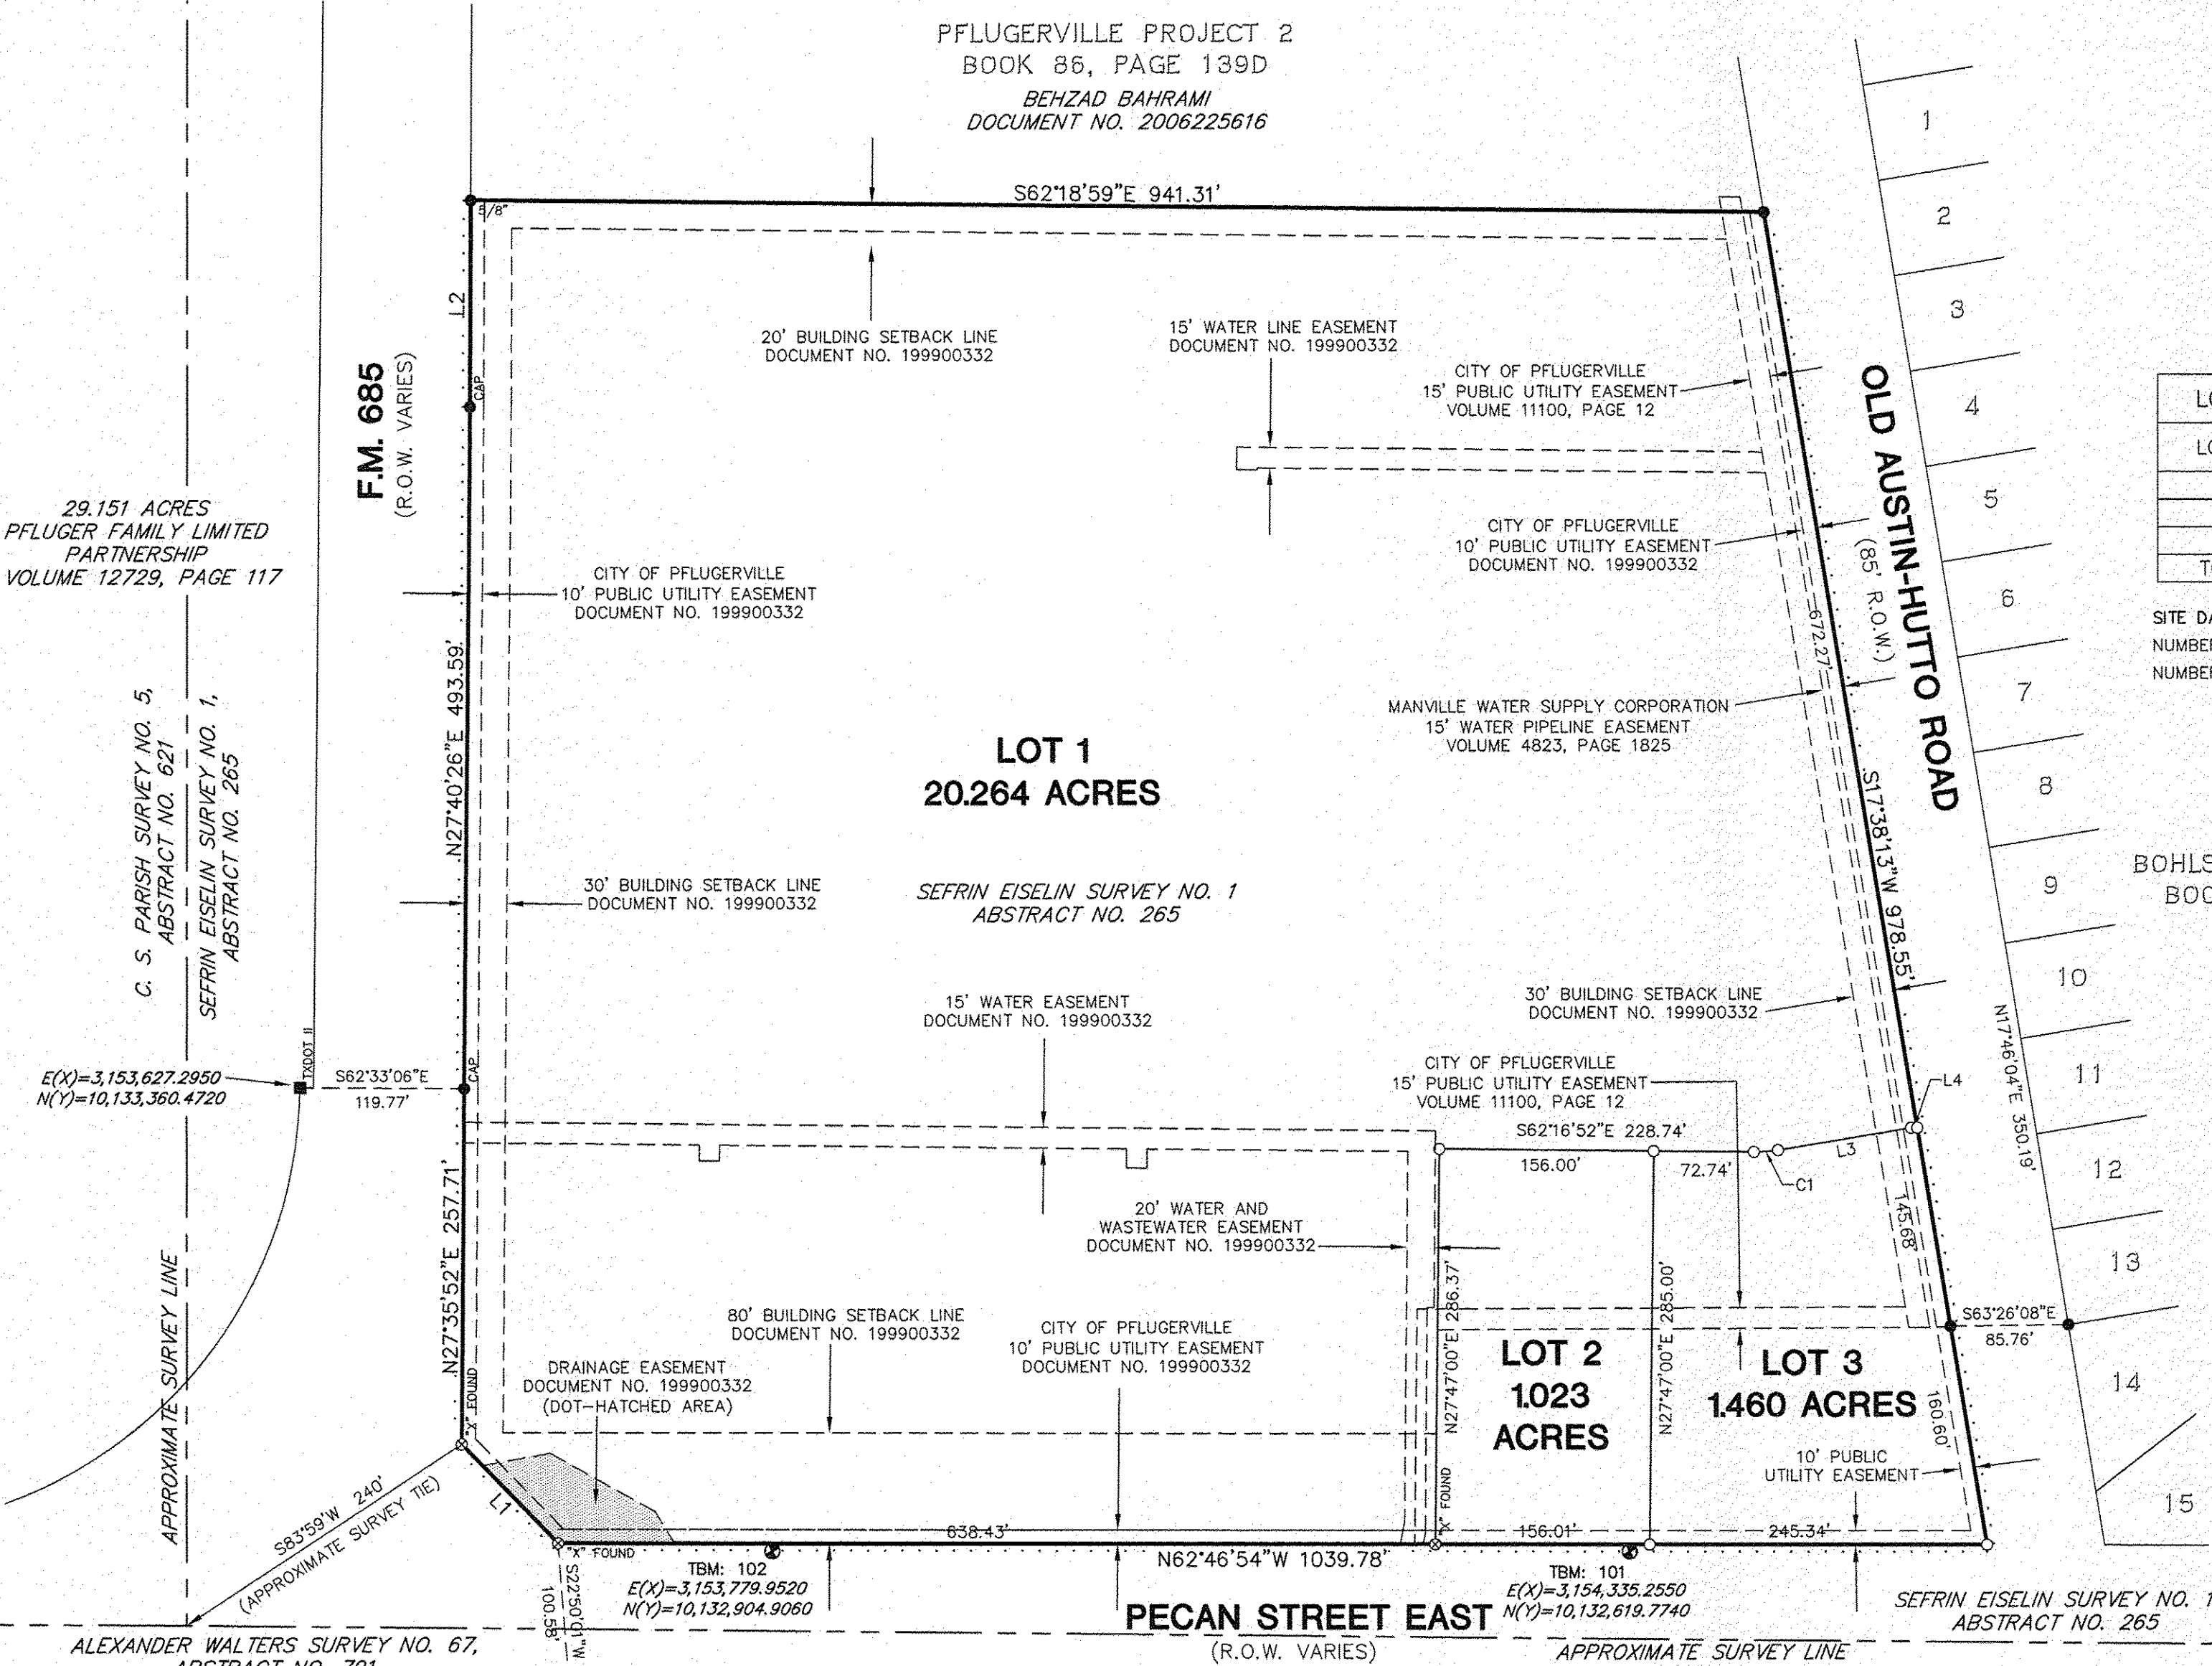 PFLUGERVILLE PROJECT 2
BOOK 86, PAGE 139D
BEHZAD BAHRAMI
DOCUMENT NO. 2006225616
S62°18'59"E 941.31'
5/8"
L2
CAP
F.M. 685
(R.O.W. VARIES)
20' BUILDING SETBACK LINE
DOCUMENT NO. 199900332
15' WATER LINE EASEMENT
DOCUMENT NO. 199900332
CITY OF PFLUGERVILLE
15' PUBLIC UTILITY EASEMENT
VOLUME 11100, PAGE 12
CITY OF PFLUGERVILLE
10' PUBLIC UTILITY EASEMENT
DOCUMENT NO. 199900332
OLD AUSTIN-HUTTO ROAD
(85' R.O.W.)
1
2
3
4
5
6
7
8
9
10
11
12
13
14
15
SITE DA
NUMBER
NUMBER
BOHLS
BOO
29.151 ACRES
PFLUGER FAMILY LIMITED
PARTNERSHIP
VOLUME 12729, PAGE 117
C. S. PARISH SURVEY NO. 5,
ABSTRACT NO. 621
SEFRIN EISELIN SURVEY NO. 1,
ABSTRACT NO. 265
CITY OF PFLUGERVILLE
10' PUBLIC UTILITY EASEMENT
DOCUMENT NO. 199900332
N27°40'26"E 493.59'
672.27'
MANVILLE WATER SUPPLY CORPORATION
15' WATER PIPELINE EASEMENT
VOLUME 4823, PAGE 1825
LOT 1
20.264 ACRES
S17°38'13"W 978.55'
30' BUILDING SETBACK LINE
DOCUMENT NO. 199900332
SEFRIN EISELIN SURVEY NO. 1
ABSTRACT NO. 265
15' WATER EASEMENT
DOCUMENT NO. 199900332
30' BUILDING SETBACK LINE
DOCUMENT NO. 199900332
N17°46'04"E 350.19'
TXDOT II
E(X)=3,153,627.2950
N(Y)=10,133,360.4720
S62°33'06"E
119.77'
CAP
CITY OF PFLUGERVILLE
15' PUBLIC UTILITY EASEMENT
VOLUME 11100, PAGE 12
L4
S62°16'52"E 228.74'
156.00'
72.74'
C1
L3
145.68'
N27°35'52"E 257.71'
20' WATER AND
WASTEWATER EASEMENT
DOCUMENT NO. 199900332
N27°47'00"E 286.37'
N27°47'00"E 285.00'
S63°26'08"E
85.76'
80' BUILDING SETBACK LINE
DOCUMENT NO. 199900332
CITY OF PFLUGERVILLE
10' PUBLIC UTILITY EASEMENT
DOCUMENT NO. 199900332
DRAINAGE EASEMENT
DOCUMENT NO. 199900332
(DOT-HATCHED AREA)
LOT 2
1.023
ACRES
LOT 3
1.460 ACRES
160.60'
10' PUBLIC
UTILITY EASEMENT
APPROXIMATE SURVEY LINE
"X" FOUND
L1
S83°59'W 240'
(APPROXIMATE SURVEY TIE)
"X" FOUND
638.43'
156.01'
245.34'
"X" FOUND
N62°46'54"W 1039.78'
TBM: 102
E(X)=3,153,779.9520
N(Y)=10,132,904.9060
TBM: 101
E(X)=3,154,335.2550
N(Y)=10,132,619.7740
S22°50'01"W
100.58'
PECAN STREET EAST
(R.O.W. VARIES)
SEFRIN EISELIN SURVEY NO. 1
ABSTRACT NO. 265
APPROXIMATE SURVEY LINE
ALEXANDER WALTERS SURVEY NO. 67,